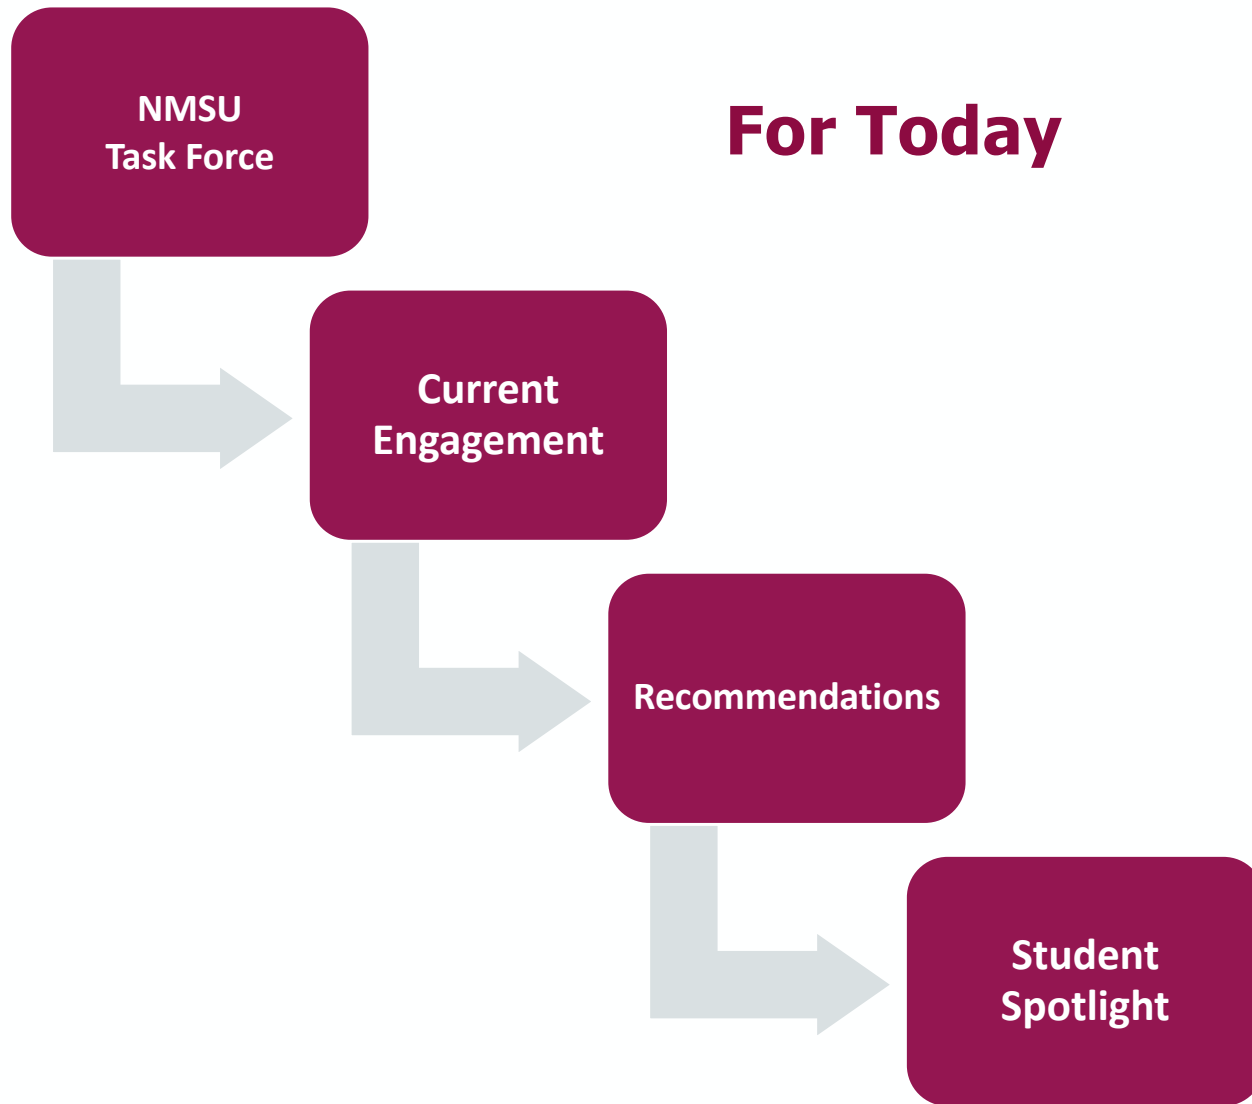 For Today
NMSU
Task Force
Current
Engagement
Recommendations
Student
Spotlight